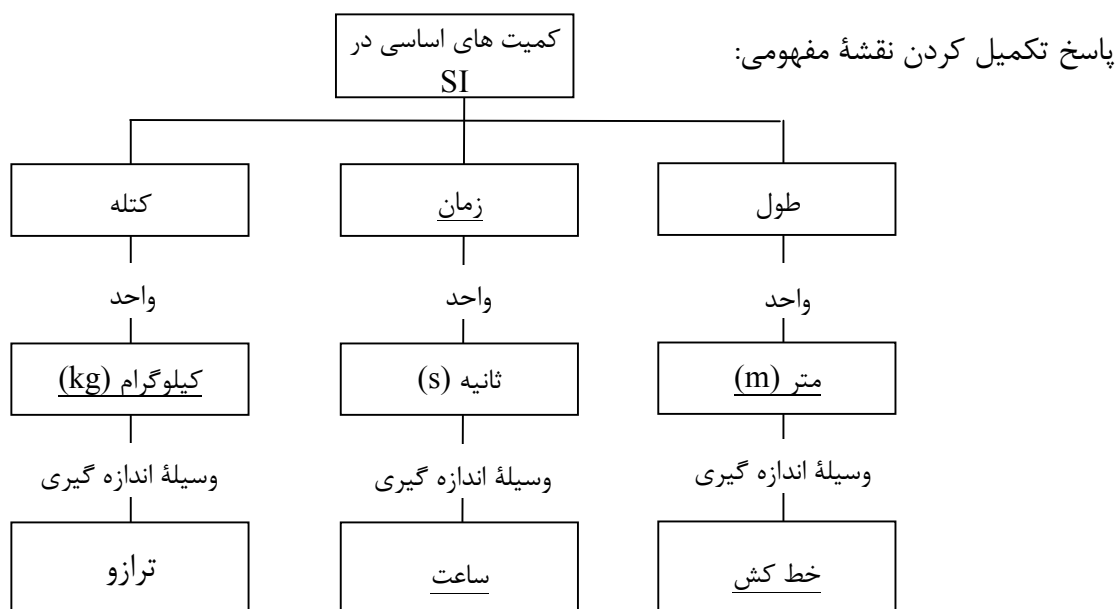 پاسخ تکمیل کردن نقشهٔ مفهومی:
کمیت های اساسی در
SI
طول
زمان
کتله
واحد
واحد
واحد
متر (m)
ثانیه (s)
کیلوگرام (kg)
وسیلهٔ اندازه گیری
وسیلهٔ اندازه گیری
وسیلهٔ اندازه گیری
خط کش
ساعت
ترازو